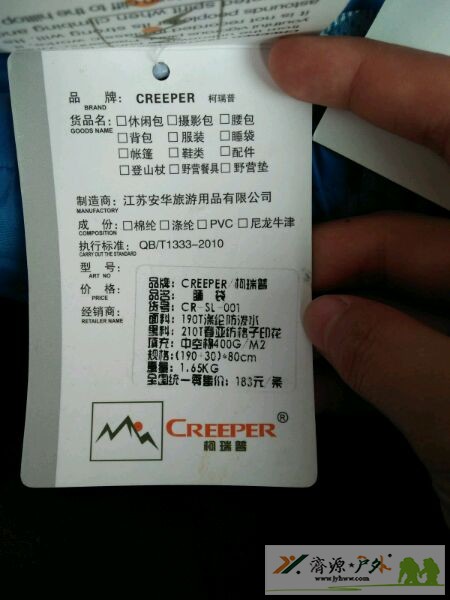 品 牌: CREEPER 柯瑞普
BRAND
货品名: □休闲包 □摄影包 □腰包
GOODS NAME
□背包 □服装 □睡袋
□帐篷 □鞋类 □配件
□登山杖 □野营餐具 □野营垫
制造商: 江苏安华旅游用品有限公司
MANUFACTORY
成 份: □棉纶 □涤纶 □PVC □尼龙牛津
COMPOSITION
执行标准: QB/T1333-2010
CARRY OUT THE STANDARD
型 号:
ART NO
价 格:
PRICE
经销商:
RETAILER NAME
品牌: CREEPER/柯瑞普
品名: 睡 袋
货号: CR-SL-001
面料: 190T涤纶防泼水
里料: 210T春亚纺格子印花
填充: 中空棉400G/M2
规格:(190+30)*80cm
重量: 1.65KG
全国统一零售价: 183元/条
CREEPER®
柯瑞普
济源·户外
www.jyhww.com